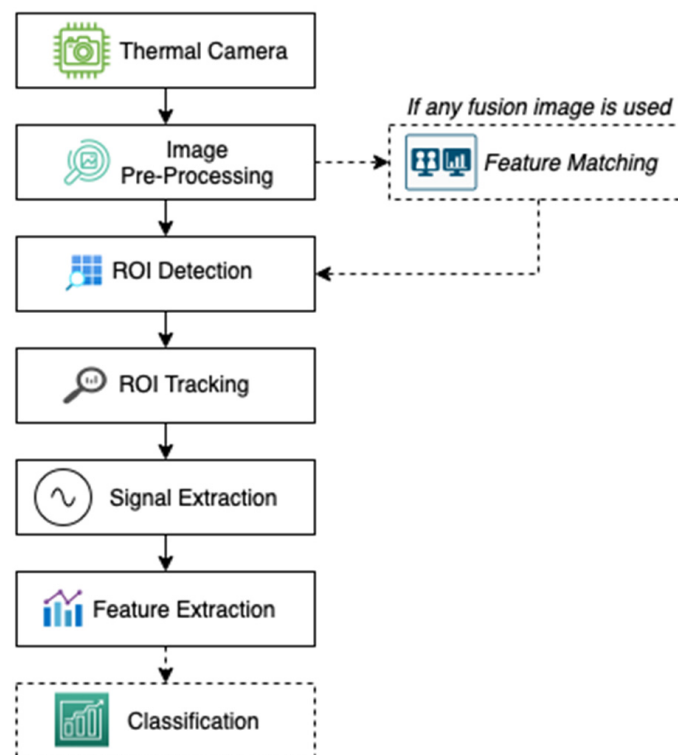 Thermal Camera
If any fusion image is used
Image
Pre-Processing
Feature Matching
ROI Detection
ROI Tracking
Signal Extraction
Feature Extraction
Classification